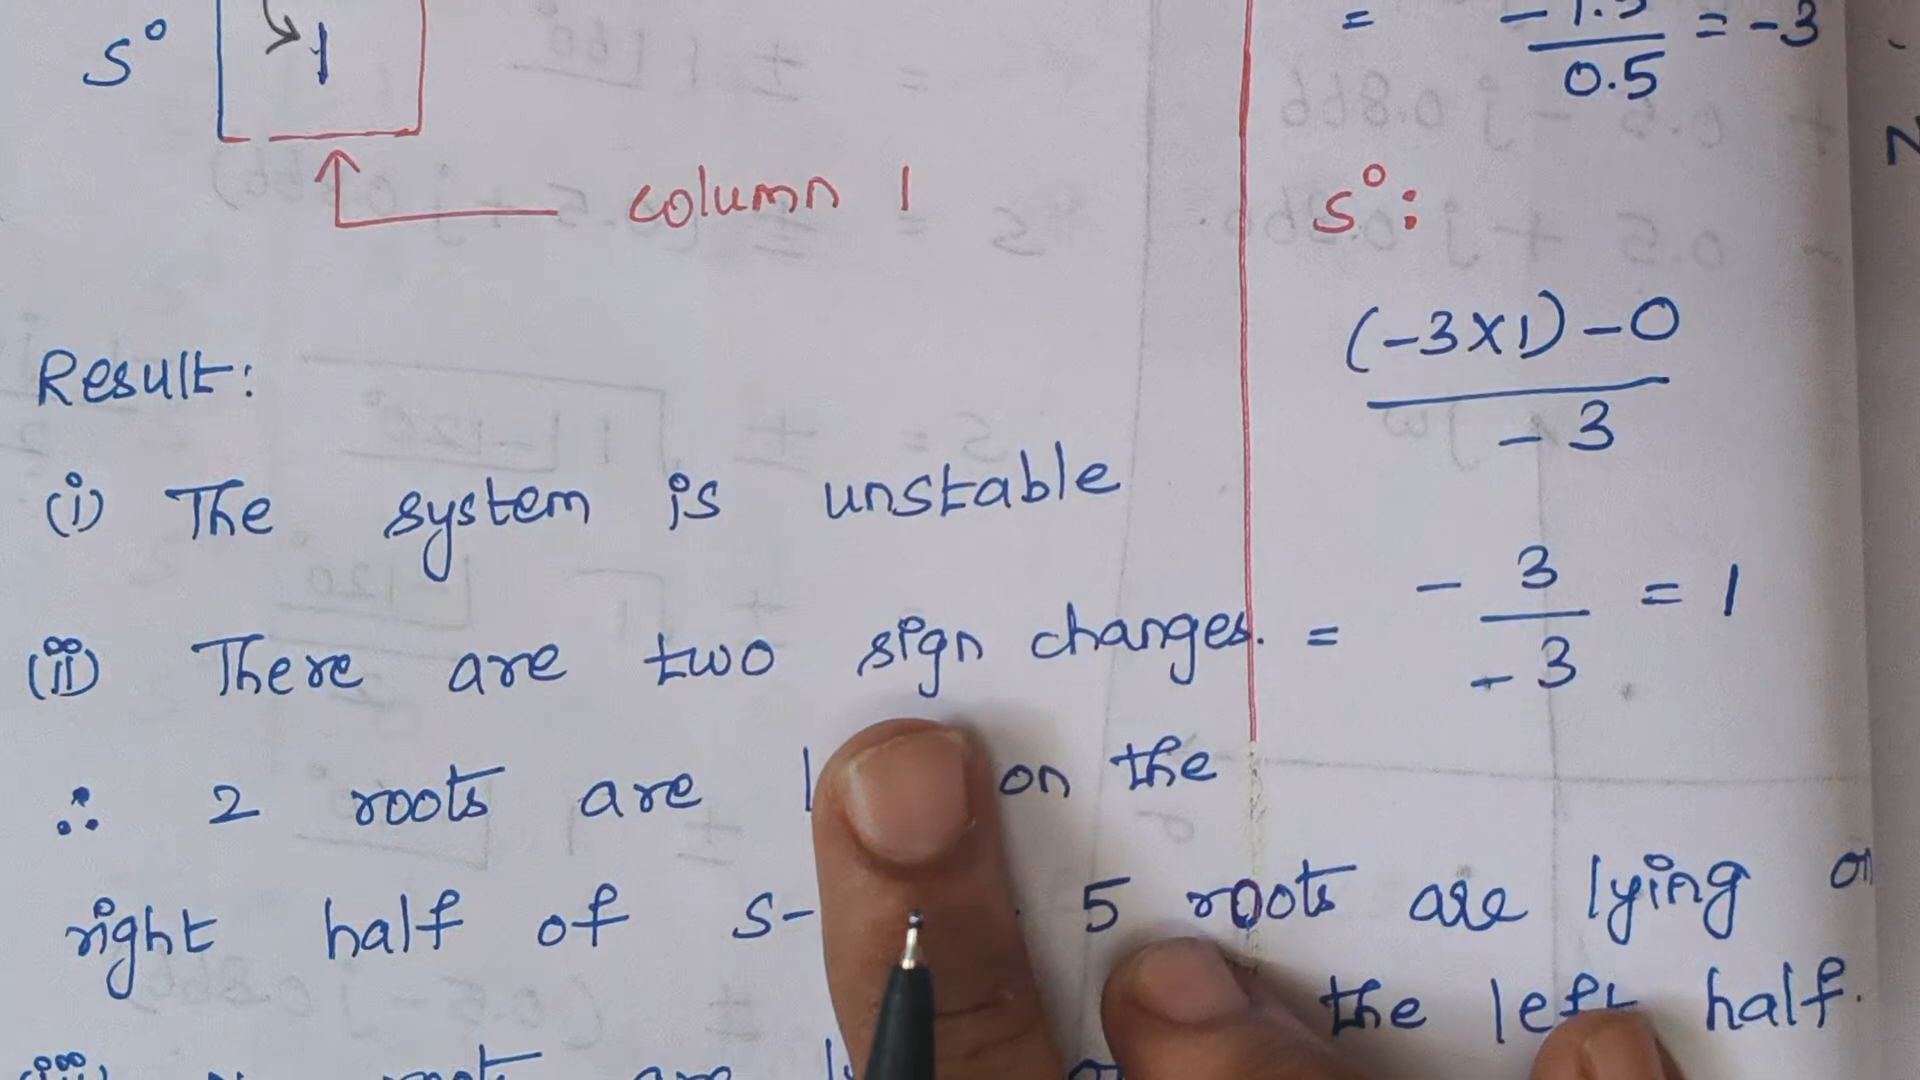 s° 1
column 1
Result:
(i) The system is unstable
(ii) There are two sign changes.
∴ 2 roots are on the
right half of s- 5 roots are lying on
the left half.
roots are
= -1.5/0.5 = -3
s°:
(-3×1)-0
-3
= -3/-3 = 1